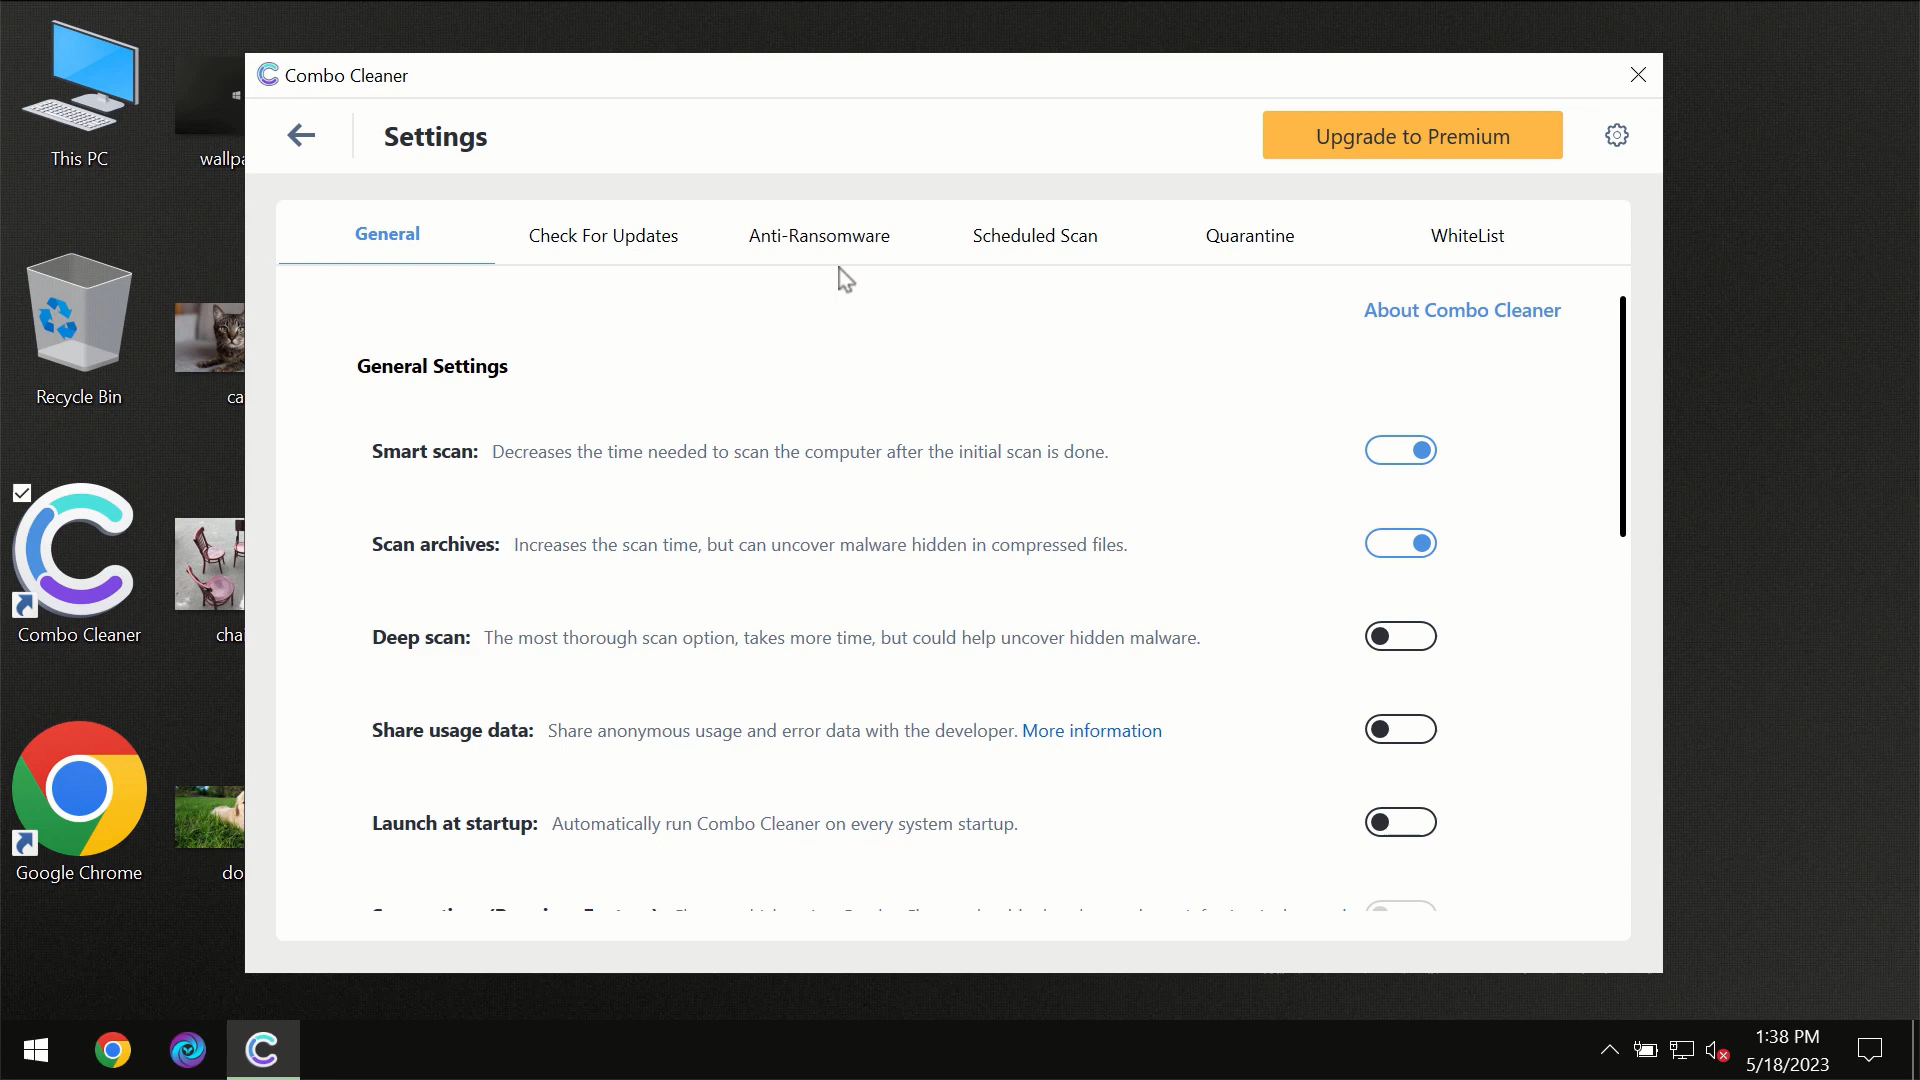 This PC
wallpa
Recycle Bin
ca
Combo Cleaner
chai
Google Chrome
do
Combo Cleaner
Settings
Upgrade to Premium
General
Check For Updates
Anti-Ransomware
Scheduled Scan
Quarantine
WhiteList
About Combo Cleaner
General Settings
Smart scan: Decreases the time needed to scan the computer after the initial scan is done.
Scan archives: Increases the scan time, but can uncover malware hidden in compressed files.
Deep scan: The most thorough scan option, takes more time, but could help uncover hidden malware.
Share usage data: Share anonymous usage and error data with the developer. More information
Launch at startup: Automatically run Combo Cleaner on every system startup.
1:38 PM
5/18/2023